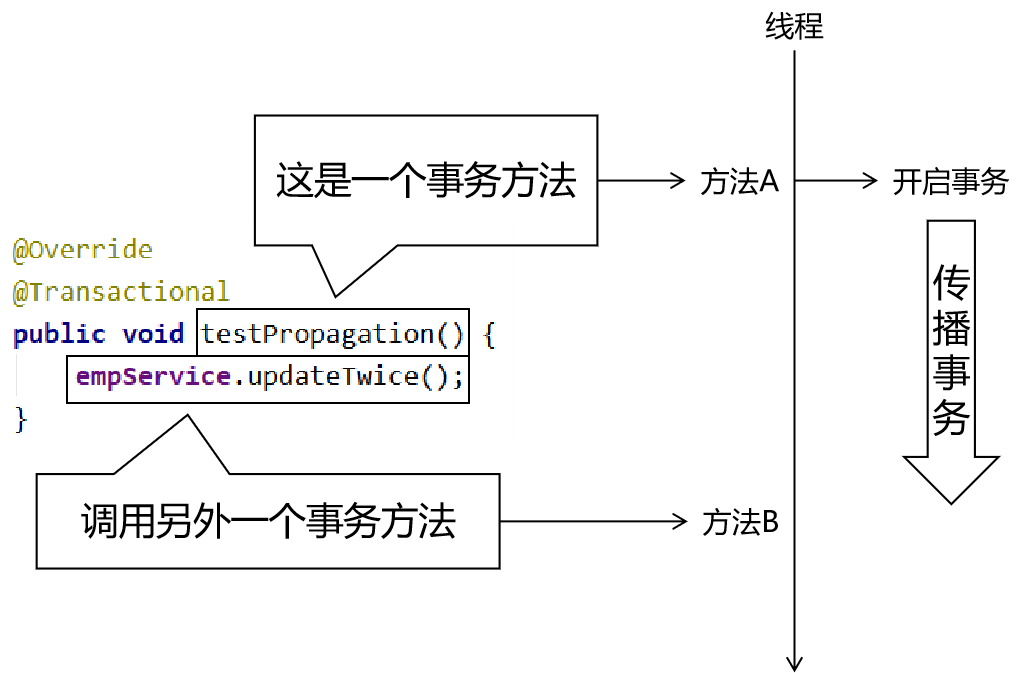 线程
这是一个事务方法
方法A
开启事务
@Override
@Transactional
public void testPropagation() {
empService.updateTwice();
}
传播事务
调用另外一个事务方法
方法B